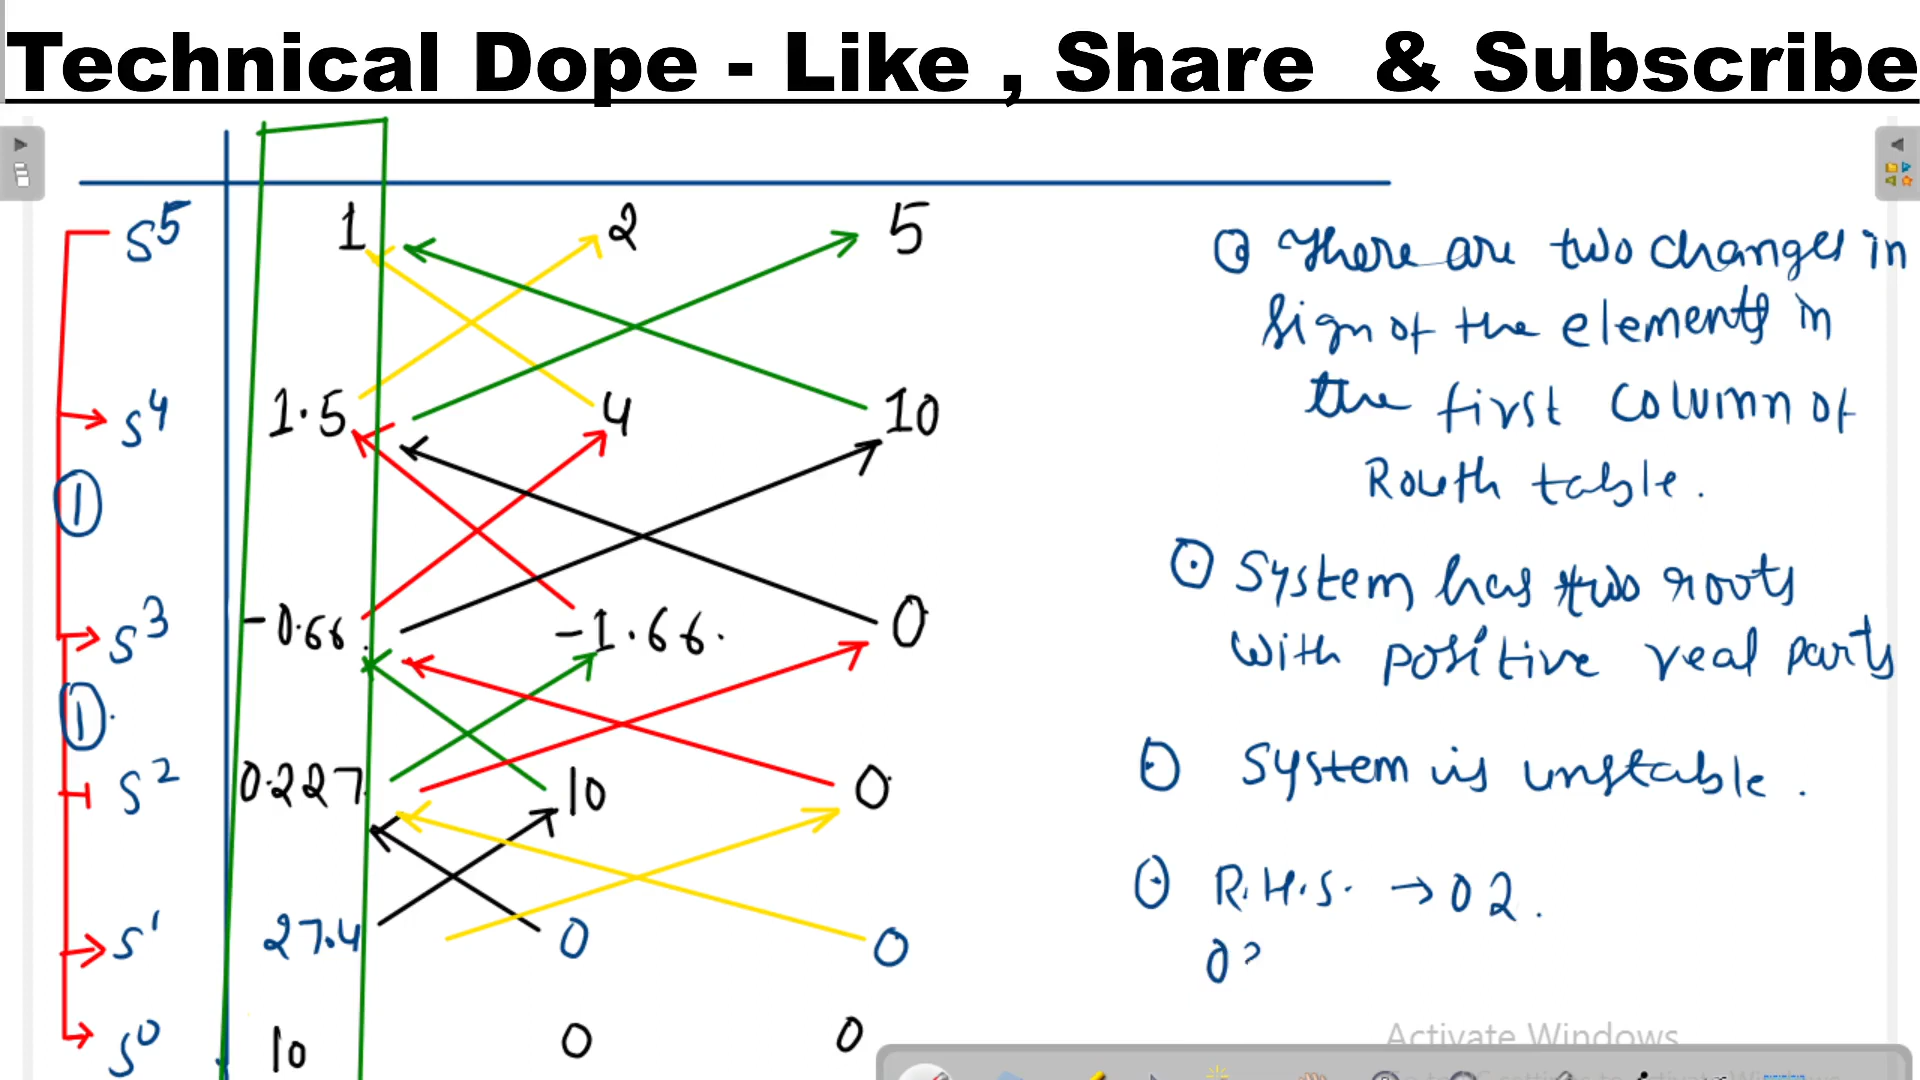 Technical Dope - Like , Share & Subscribe
S5 1 2 5
S4 1.5 4 10
1
S3 -0.66 -1.66. 0
1
S2 0.227 10 0
S1 27.4 0 0
S0 10 0 0
There are two changes in
sign of the elements in
the first column of
Routh table.
System has two roots
with positive real parts
System is unstable.
R.H.S. → 02.
Activate Windows